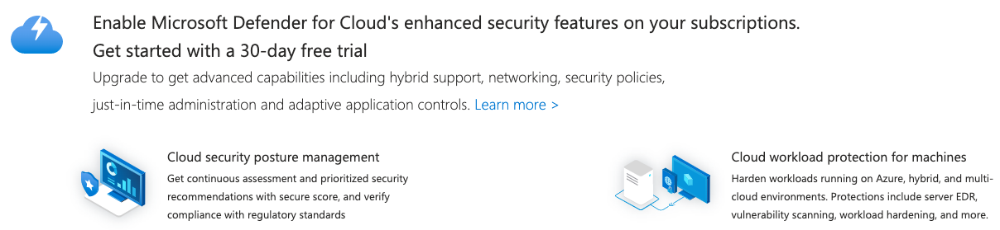 Enable Microsoft Defender for Cloud's enhanced security features on your subscriptions.
Get started with a 30-day free trial
Upgrade to get advanced capabilities including hybrid support, networking, security policies,
just-in-time administration and adaptive application controls. Learn more >
Cloud security posture management
Get continuous assessment and prioritized security
recommendations with secure score, and verify
compliance with regulatory standards
Cloud workload protection for machines
Harden workloads running on Azure, hybrid, and multi-
cloud environments. Protections include server EDR,
vulnerability scanning, workload hardening, and more.